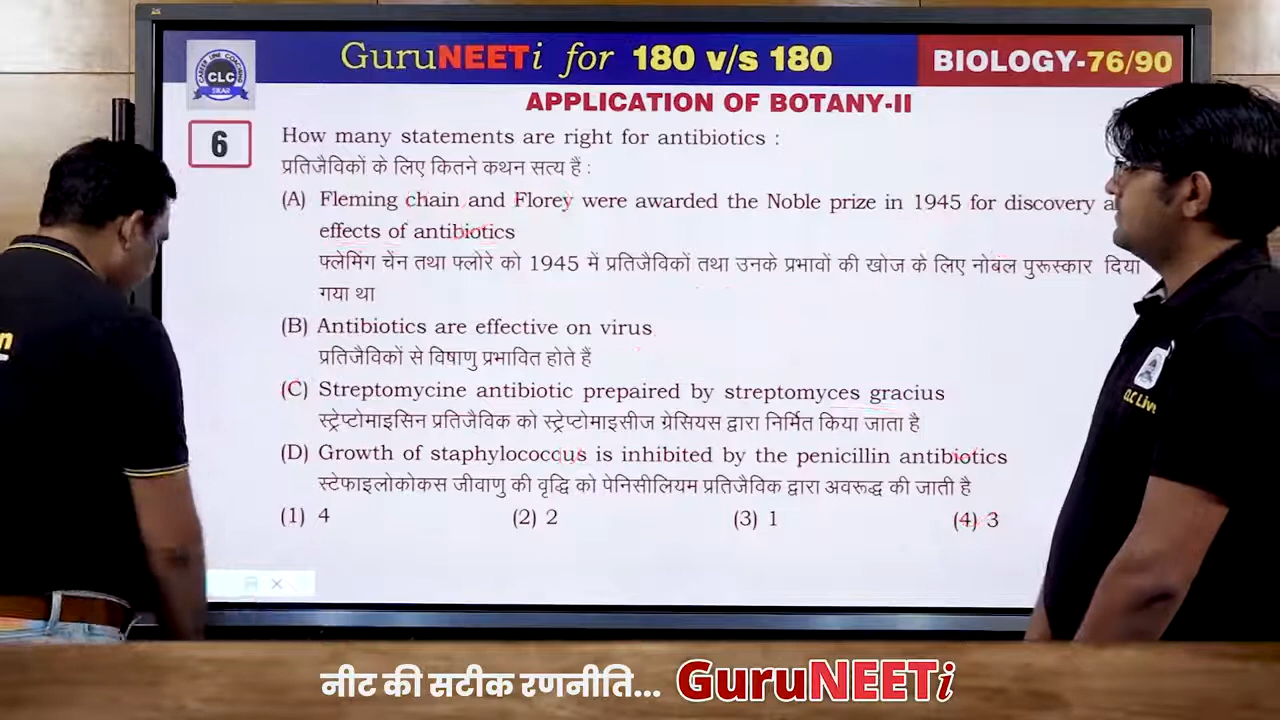 GuruNEETi for 180 v/s 180
BIOLOGY-76/90
CAREER LINE COACHING
CLC
SIKAR
APPLICATION OF BOTANY-II
6
How many statements are right for antibiotics :
प्रतिजैविकों के लिए कितने कथन सत्य हैं :
(A) Fleming chain and Florey were awarded the Noble prize in 1945 for discovery
effects of antibiotics
फ्लेमिंग चेन तथा फ्लोरे को 1945 में प्रतिजैविकों तथा उनके प्रभावों की खोज के लिए नोबल पुरूस्कार दिया
गया था
(B) Antibiotics are effective on virus
प्रतिजैविकों से विषाणु प्रभावित होते हैं
(C) Streptomycine antibiotic prepaired by streptomyces gracius
स्ट्रेप्टोमाइसिन प्रतिजैविक को स्ट्रेप्टोमाइसीज ग्रेसियस द्वारा निर्मित किया जाता है
(D) Growth of staphylococcus is inhibited by the penicillin antibiotics
स्टेफाइलोकोकस जीवाणु की वृद्धि को पेनिसीलियम प्रतिजैविक द्वारा अवरूद्ध की जाती है
(1) 4 (2) 2 (3) 1 (4) 3
CLC Live
नीट की सटीक रणनीति... GuruNEETi